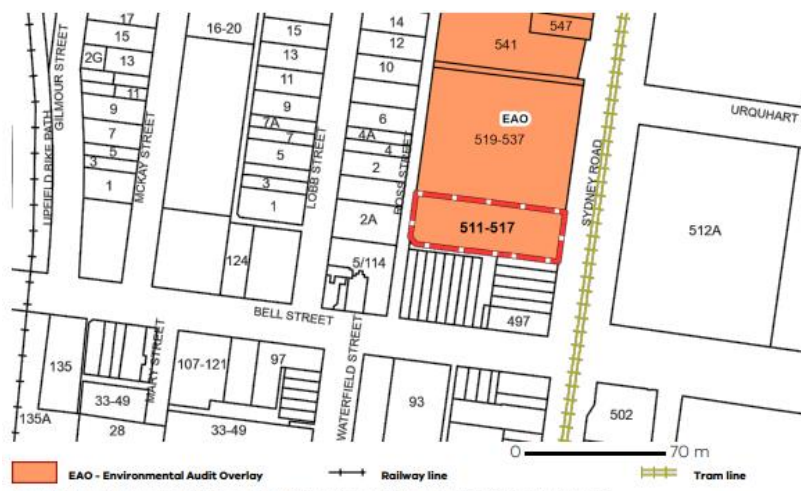 17
15
2G
13
11
9
7
5
3
1
GILMOUR STREET
UPFIELD BIKE PATH
MCKAY STREET
16-20
15
13
11
9
7A
7
5
3
1
124
LOBB STREET
14
12
10
6
4A
4
2
2A
5/114
ROSS STREET
547
541
EAO
519-537
511-517
SYDNEY ROAD
URQUHART
512A
497
BELL STREET
135
135A
33-49
28
MARY STREET
107-121
97
33-49
WATERFIELD STREET
93
502
0 70 m
EAO - Environmental Audit Overlay Railway line Tram line